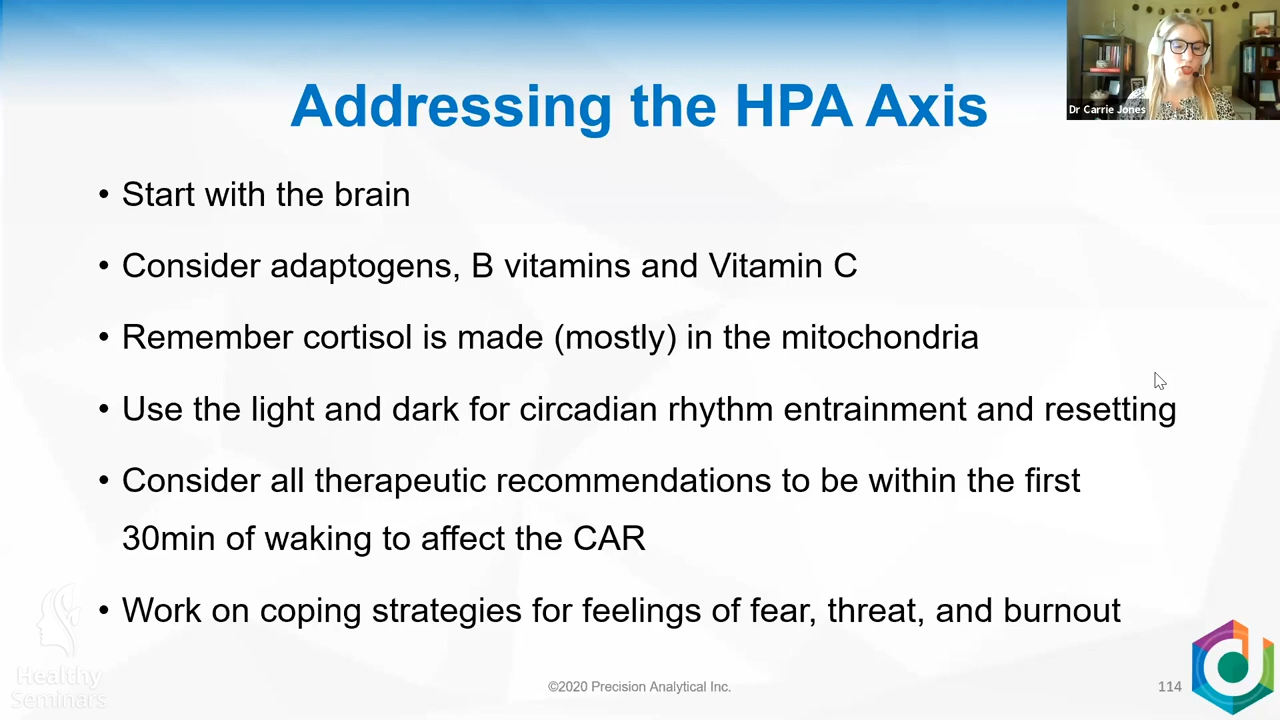 Addressing the HPA Axis
Dr Carrie Jones
• Start with the brain
• Consider adaptogens, B vitamins and Vitamin C
• Remember cortisol is made (mostly) in the mitochondria
• Use the light and dark for circadian rhythm entrainment and resetting
• Consider all therapeutic recommendations to be within the first
30min of waking to affect the CAR
• Work on coping strategies for feelings of fear, threat, and burnout
Healthy
Seminars
©2020 Precision Analytical Inc.
114